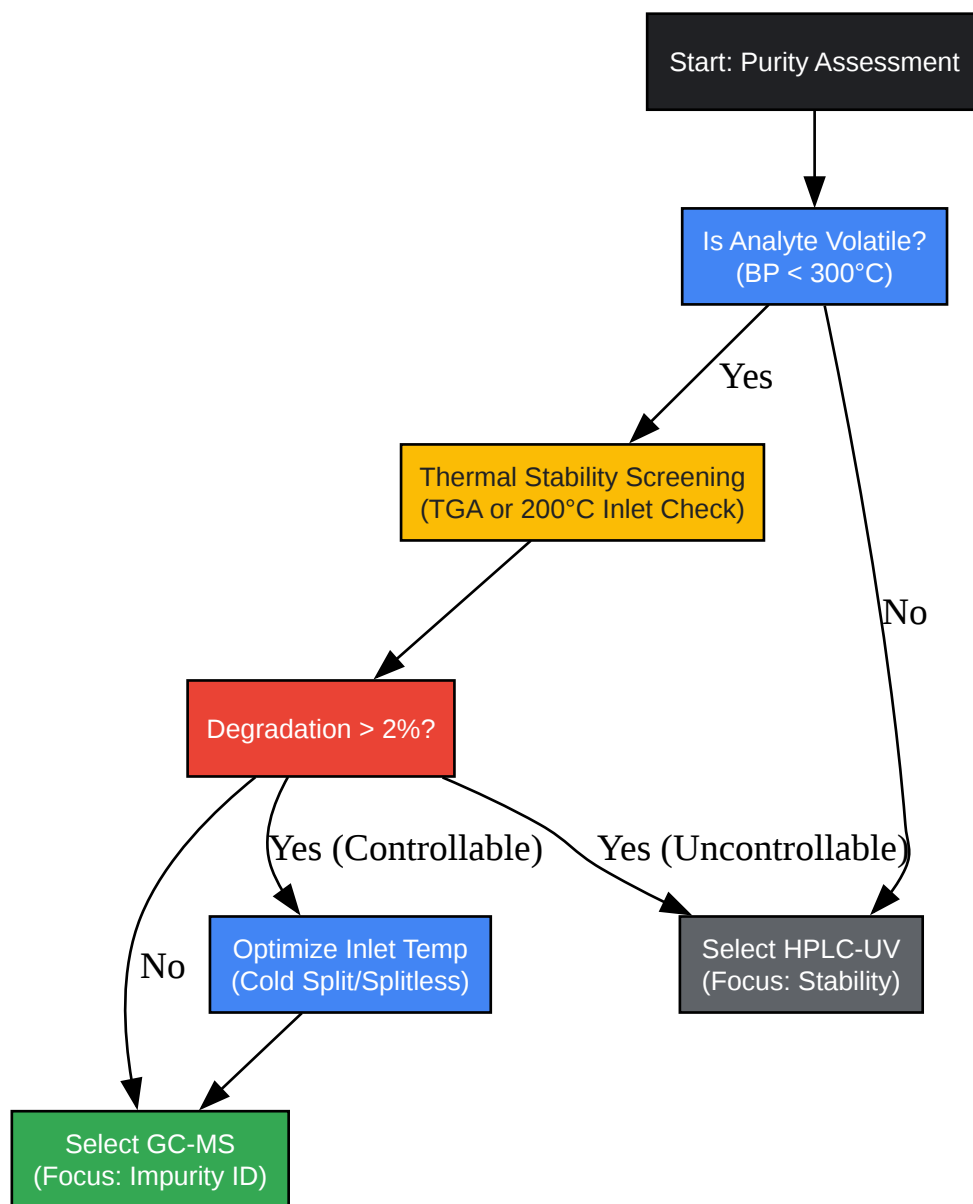 Start: Purity Assessment
Is Analyte Volatile?
(BP < 300°C)
Yes
Thermal Stability Screening
(TGA or 200°C Inlet Check)
No
Degradation > 2%?
Yes (Controllable)
Yes (Uncontrollable)
Optimize Inlet Temp
(Cold Split/Splitless)
Select HPLC-UV
(Focus: Stability)
No
Select GC-MS
(Focus: Impurity ID)